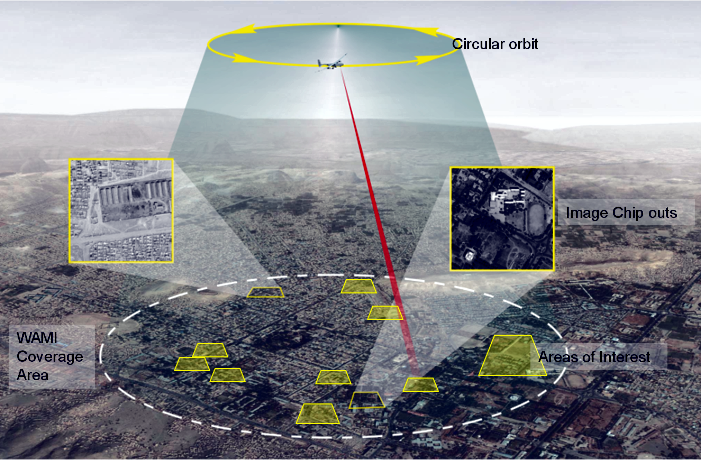 Circular orbit
Image Chip outs
WAMI
Coverage
Area
Areas of Interest